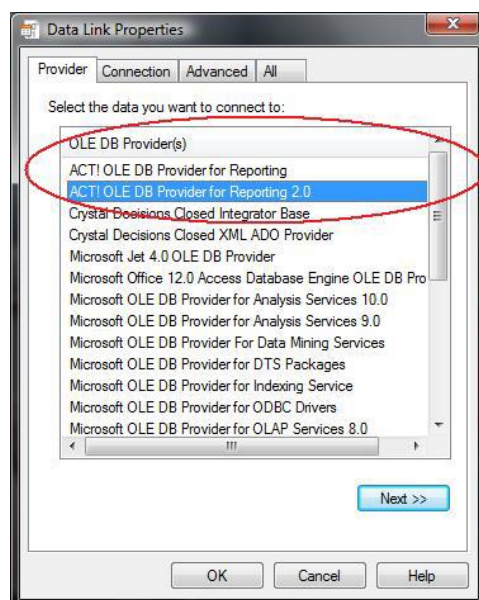 Data Link Properties
Provider Connection Advanced All
Select the data you want to connect to:
OLE DB Provider(s)
ACT! OLE DB Provider for Reporting
ACT! OLE DB Provider for Reporting 2.0
Crystal Decisions Closed Integrator Base
Crystal Decisions Closed XML ADO Provider
Microsoft Jet 4.0 OLE DB Provider
Microsoft Office 12.0 Access Database Engine OLE DB Pro
Microsoft OLE DB Provider for Analysis Services 10.0
Microsoft OLE DB Provider for Analysis Services 9.0
Microsoft OLE DB Provider For Data Mining Services
Microsoft OLE DB Provider for DTS Packages
Microsoft OLE DB Provider for Indexing Service
Microsoft OLE DB Provider for ODBC Drivers
Microsoft OLE DB Provider for OLAP Services 8.0
Next >>
OK Cancel Help